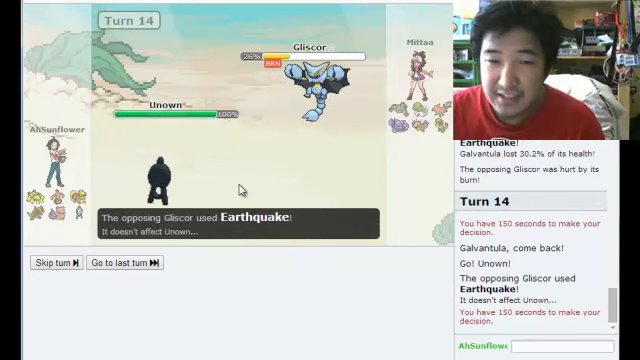 Turn 14
Gliscor
26%
BRN
Mittaa
Unown
100%
AhSunflower
The opposing Gliscor used Earthquake!
It doesn't affect Unown...
Skip turn
Go to last turn
Earthquake!
Galvantula lost 30.2% of its health!
The opposing Gliscor was hurt by its
burn!
Turn 14
You have 150 seconds to make your
decision.
Galvantula, come back!
Go! Unown!
The opposing Gliscor used
Earthquake!
It doesn't affect Unown...
You have 150 seconds to make your
decision.
AhSunflowe